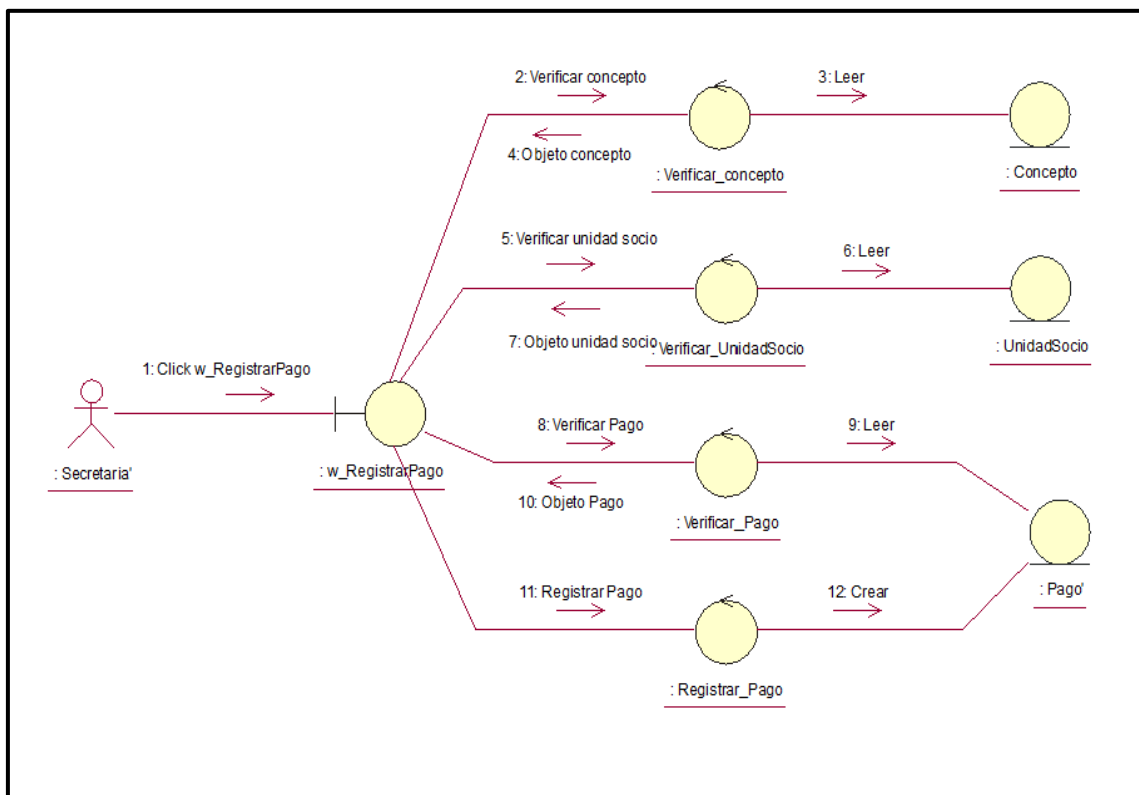 2: Verificar concepto
3: Leer
4: Objeto concepto
: Verificar_concepto
: Concepto
5: Verificar unidad socio
6: Leer
7: Objeto unidad socio
: Verificar_UnidadSocio
: UnidadSocio
1: Click w_RegistrarPago
: Secretaria'
: w_RegistrarPago
8: Verificar Pago
9: Leer
10: Objeto Pago
: Verificar_Pago
: Pago'
11: Registrar Pago
12: Crear
: Registrar_Pago